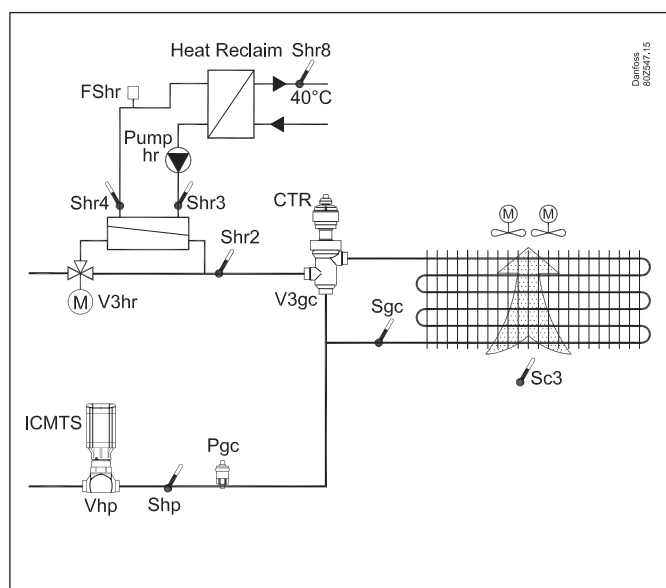 Heat Reclaim Shr8
Danfoss
80Z547.15
FShr
40°C
Pump
hr
Shr4
Shr3
CTR
M
M
Shr2
M
V3hr
V3gc
Sgc
Sc3
ICMTS
Pgc
Vhp
Shp